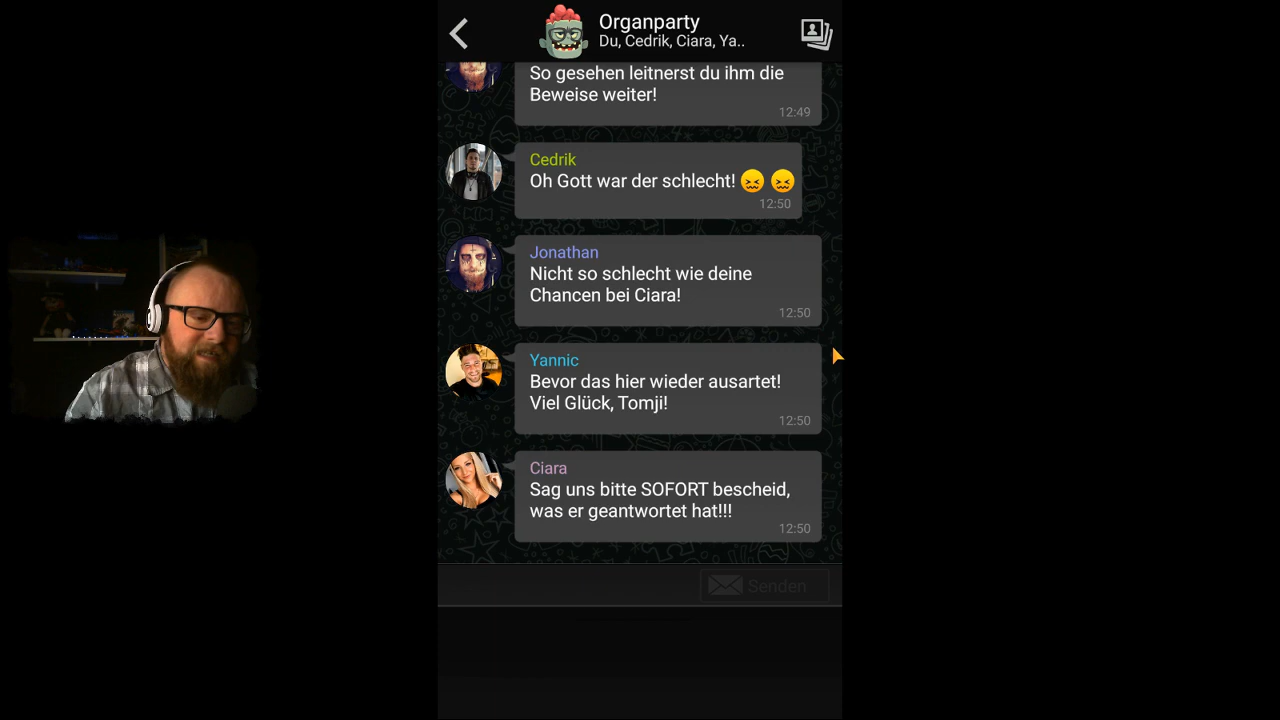 Organparty
Du, Cedrik, Ciara, Ya..
So gesehen leitnerst du ihm die
Beweise weiter!
12:49
Cedrik
Oh Gott war der schlecht! 😖 😖
12:50
Jonathan
Nicht so schlecht wie deine
Chancen bei Ciara!
12:50
Yannic
Bevor das hier wieder ausartet!
Viel Glück, Tomji!
12:50
Ciara
Sag uns bitte SOFORT bescheid,
was er geantwortet hat!!!
12:50
Senden